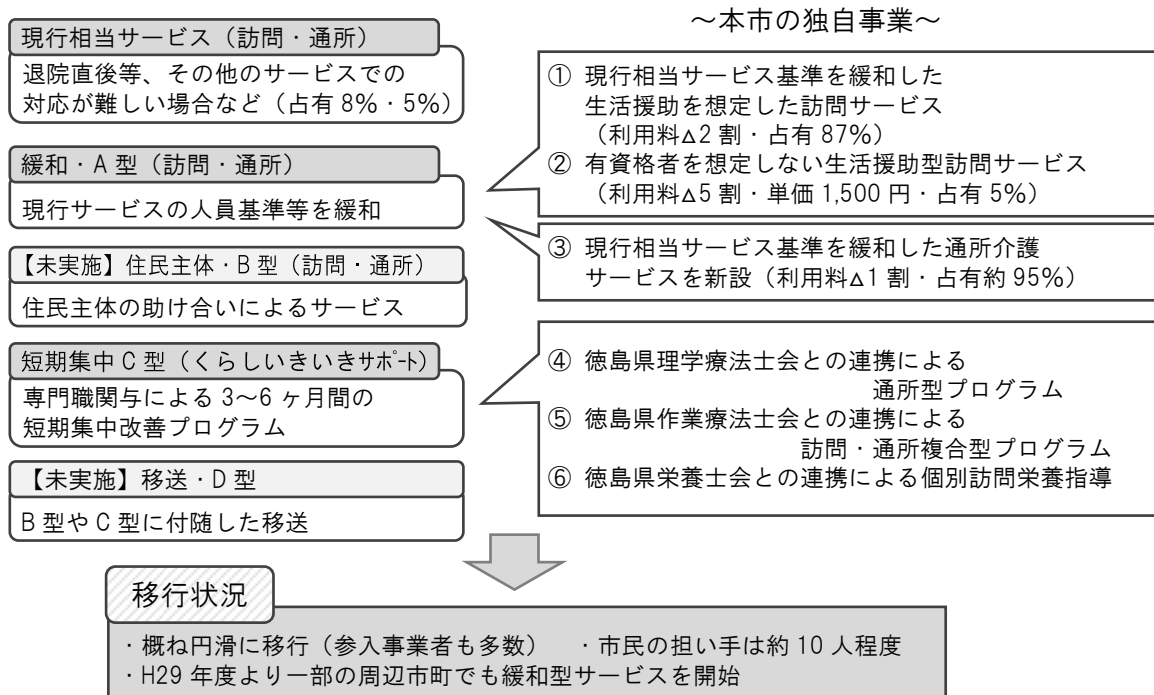 現行相当サービス（訪問・通所）
退院直後等、その他のサービスでの
対応が難しい場合など（占有8％・5％）
緩和・A型（訪問・通所）
現行サービスの人員基準等を緩和
【未実施】住民主体・B型（訪問・通所）
住民主体の助け合いによるサービス
短期集中C型（くらしいきいきｻﾎﾟｰﾄ）
専門職関与による3～6ヶ月間の
短期集中改善プログラム
【未実施】移送・D型
B型やC型に付随した移送
～本市の独自事業～
① 現行相当サービス基準を緩和した
生活援助を想定した訪問サービス
（利用料△2割・占有87％）
② 有資格者を想定しない生活援助型訪問サービス
（利用料△5割・単価1,500円・占有5％）
③ 現行相当サービス基準を緩和した通所介護
サービスを新設（利用料△1割・占有約95％）
④ 徳島県理学療法士会との連携による
通所型プログラム
⑤ 徳島県作業療法士会との連携による
訪問・通所複合型プログラム
⑥ 徳島県栄養士会との連携による個別訪問栄養指導
移行状況
・概ね円滑に移行（参入事業者も多数）　・市民の担い手は約10人程度
・H29年度より一部の周辺市町でも緩和型サービスを開始